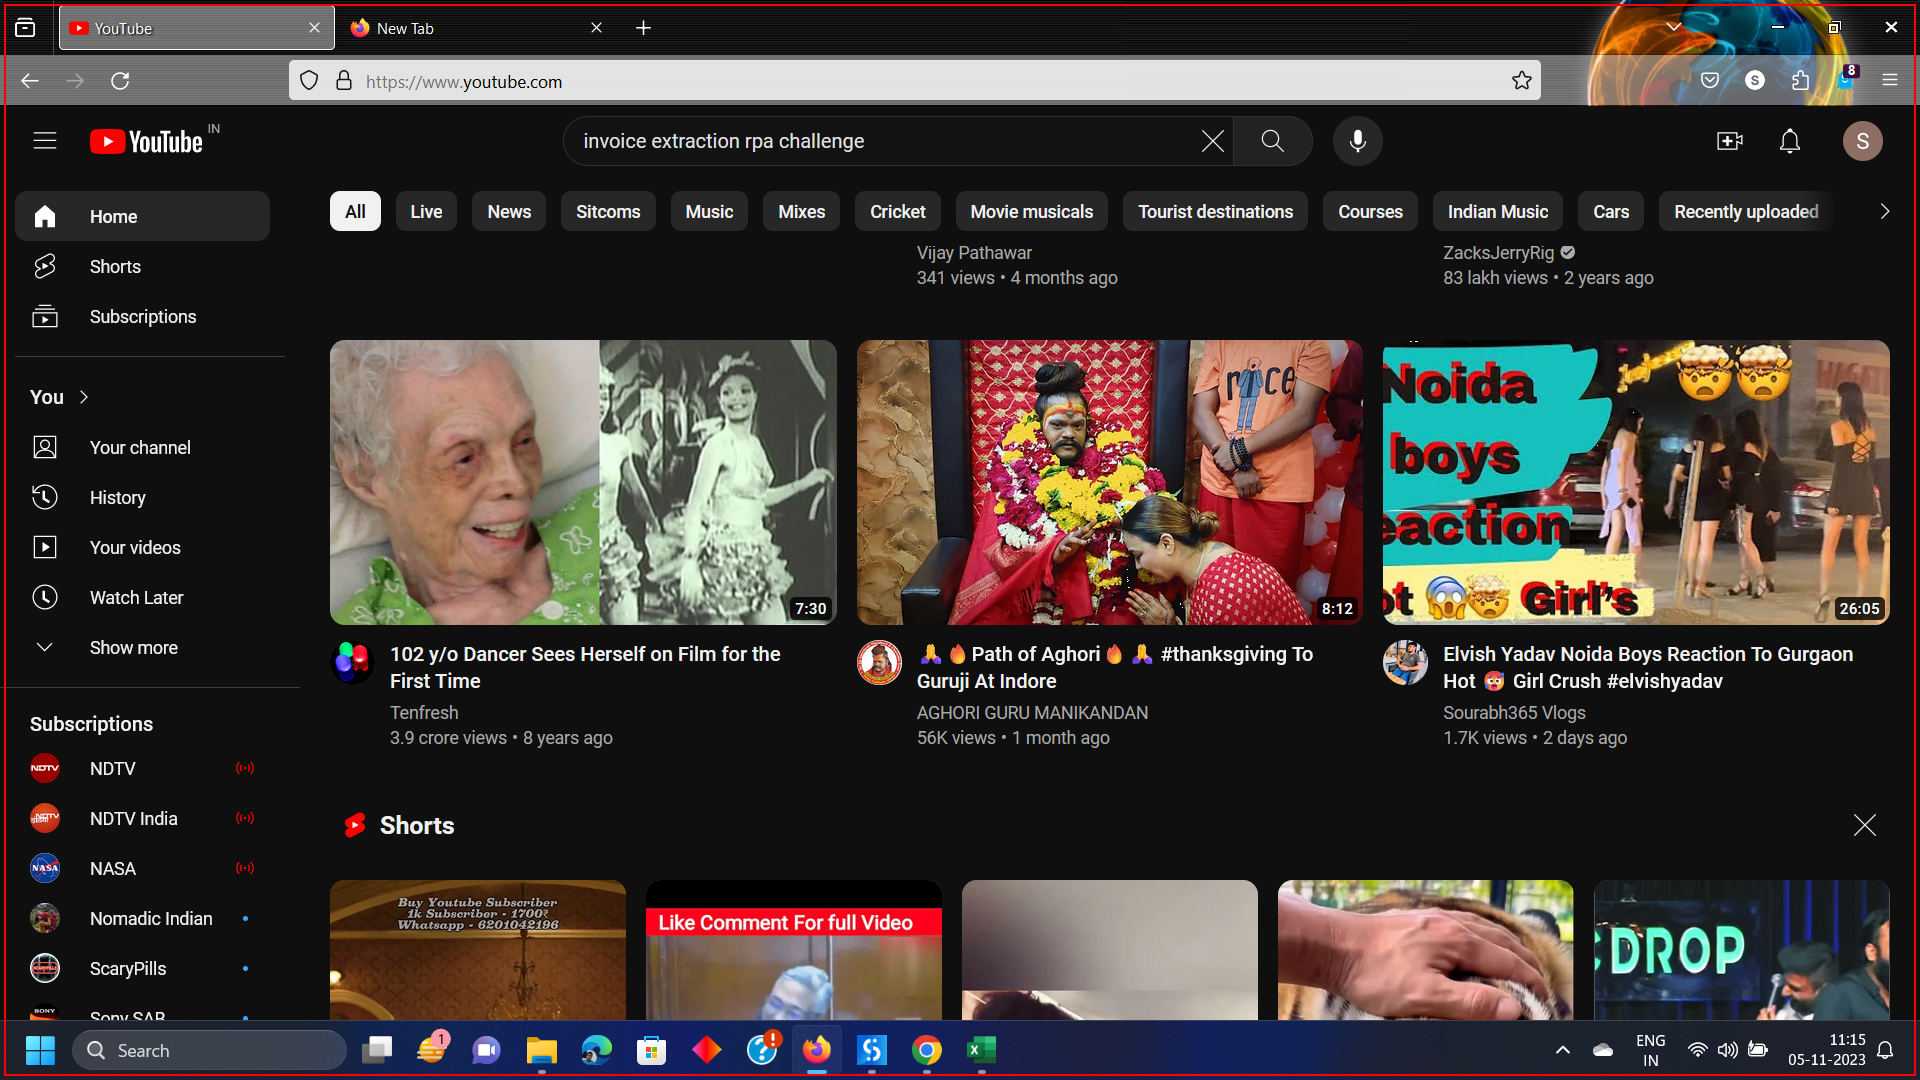 YouTube
New Tab
https://www.youtube.com
8
S
YouTube IN
invoice extraction rpa challenge
S
Home
Shorts
Subscriptions
You
Your channel
History
Your videos
Watch Later
Show more
Subscriptions
NDTV
NDTV India
NASA
Nomadic Indian
ScaryPills
Sony SAB
All
Live
News
Sitcoms
Music
Mixes
Cricket
Movie musicals
Tourist destinations
Courses
Indian Music
Cars
Recently uploaded
Vijay Pathawar
341 views • 4 months ago
ZacksJerryRig
83 lakh views • 2 years ago
7:30
102 y/o Dancer Sees Herself on Film for the
First Time
Tenfresh
3.9 crore views • 8 years ago
8:12
🙏🔥Path of Aghori🔥🙏 #thanksgiving To
Guruji At Indore
AGHORI GURU MANIKANDAN
56K views • 1 month ago
Noida
boys
eaction
ot 😱🤯 Girl's
26:05
Elvish Yadav Noida Boys Reaction To Gurgaon
Hot 🥵 Girl Crush #elvishyadav
Sourabh365 Vlogs
1.7K views • 2 days ago
Shorts
Buy Youtube Subscriber
1k Subscriber - 1700₹
Whatsapp - 6201042196
Like Comment For full Video
C DROP
Search
1
ENG
IN
11:15
05-11-2023